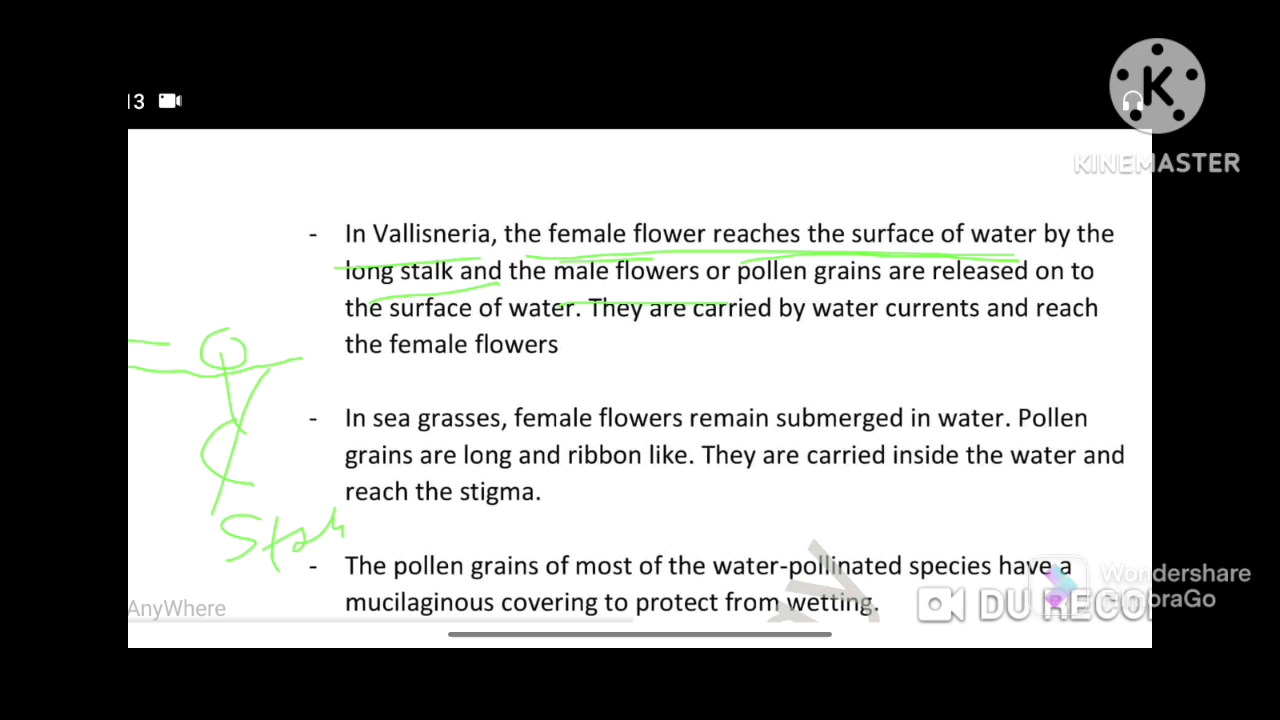 13
KINEMASTER
- In Vallisneria, the female flower reaches the surface of water by the
long stalk and the male flowers or pollen grains are released on to
the surface of water. They are carried by water currents and reach
the female flowers
- In sea grasses, female flowers remain submerged in water. Pollen
grains are long and ribbon like. They are carried inside the water and
reach the stigma.
- The pollen grains of most of the water-pollinated species have a
mucilaginous covering to protect from wetting.
AnyWhere
Wondershare
DU RECO